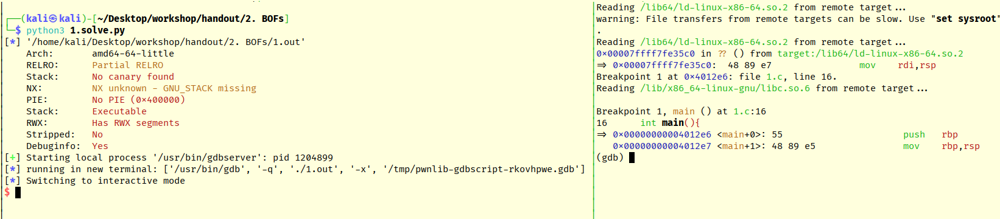 ┌──(kali㉿kali)-[~/Desktop/workshop/handout/2. BOFs]
└─$ python3 1.solve.py
[*] '/home/kali/Desktop/workshop/handout/2. BOFs/1.out'
    Arch:       amd64-64-little
    RELRO:      Partial RELRO
    Stack:      No canary found
    NX:         NX unknown - GNU_STACK missing
    PIE:        No PIE (0x400000)
    Stack:      Executable
    RWX:        Has RWX segments
    Stripped:   No
    Debuginfo:  Yes
[+] Starting local process '/usr/bin/gdbserver': pid 1204899
[*] running in new terminal: ['/usr/bin/gdb', '-q', './1.out', '-x', '/tmp/pwnlib-gdbscript-rkovhpwe.gdb']
[*] Switching to interactive mode
$
Reading /lib64/ld-linux-x86-64.so.2 from remote target...
warning: File transfers from remote targets can be slow. Use "set sysroot"
.
Reading /lib64/ld-linux-x86-64.so.2 from remote target...
0x00007ffff7fe35c0 in ?? () from target:/lib64/ld-linux-x86-64.so.2
=> 0x00007ffff7fe35c0:  48 89 e7                mov    rdi,rsp
Breakpoint 1 at 0x4012e6: file 1.c, line 16.
Reading /lib/x86_64-linux-gnu/libc.so.6 from remote target...

Breakpoint 1, main () at 1.c:16
16      int main(){
=> 0x00000000004012e6 <main+0>: 55                      push   rbp
   0x00000000004012e7 <main+1>: 48 89 e5                mov    rbp,rsp
(gdb)